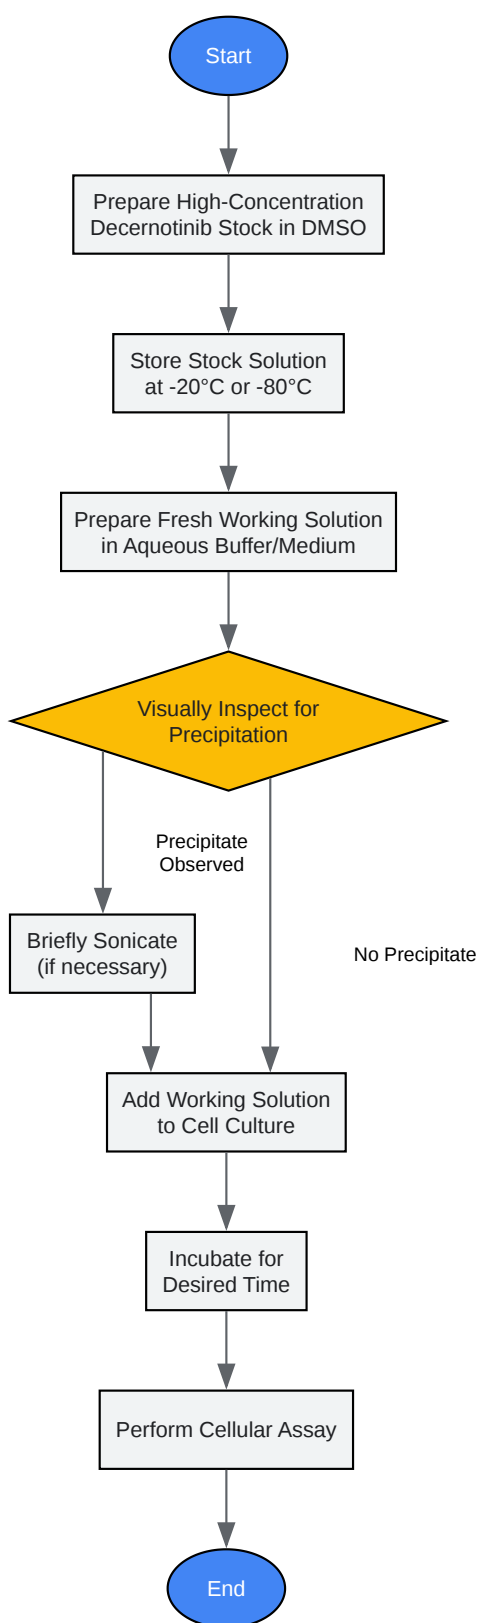 Start
Prepare High-Concentration
Decernotinib Stock in DMSO
Store Stock Solution
at -20°C or -80°C
Prepare Fresh Working Solution
in Aqueous Buffer/Medium
Visually Inspect for
Precipitation
Precipitate
Observed
Briefly Sonicate
(if necessary)
No Precipitate
Add Working Solution
to Cell Culture
Incubate for
Desired Time
Perform Cellular Assay
End